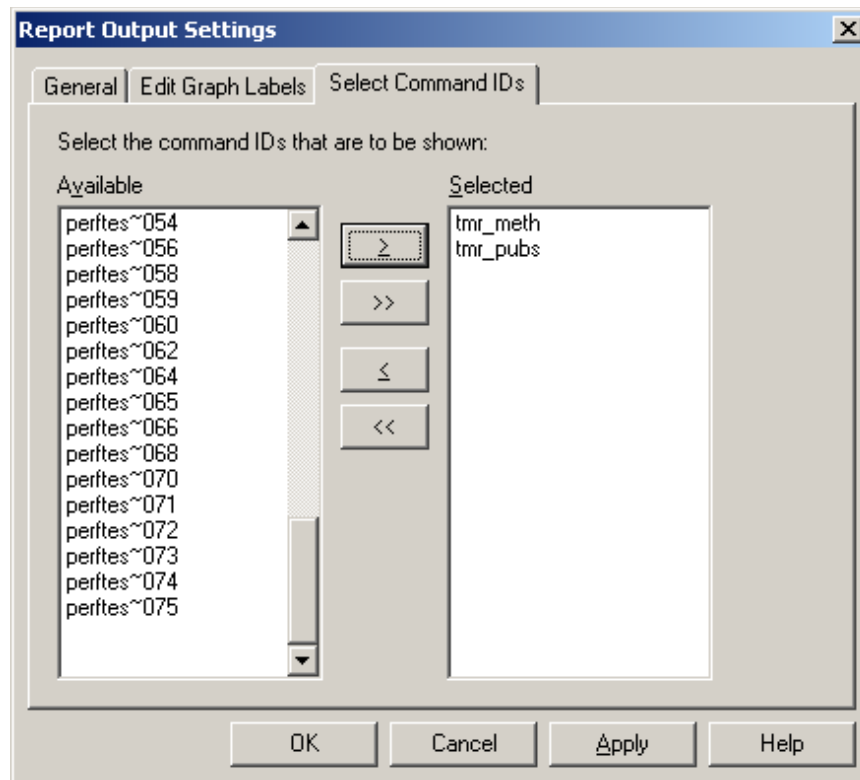 Report Output Settings
General Edit Graph Labels Select Command IDs
Select the command IDs that are to be shown:
Available
perftes~054
perftes~056
perftes~058
perftes~059
perftes~060
perftes~062
perftes~064
perftes~065
perftes~066
perftes~068
perftes~070
perftes~071
perftes~072
perftes~073
perftes~074
perftes~075
>
>>
<
<<
Selected
tmr_meth
tmr_pubs
OK Cancel Apply Help